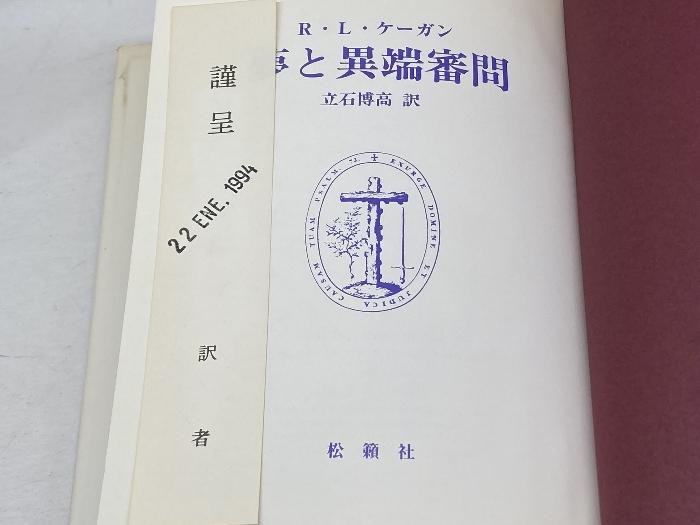 R・L・ケーガン
夢と異端審問
立石博高 訳
EXURGE DOMINE ET JUDICA CAUSAM TUAM PSALM. 73.
松籟社
謹呈
22 ENE. 1994
訳者